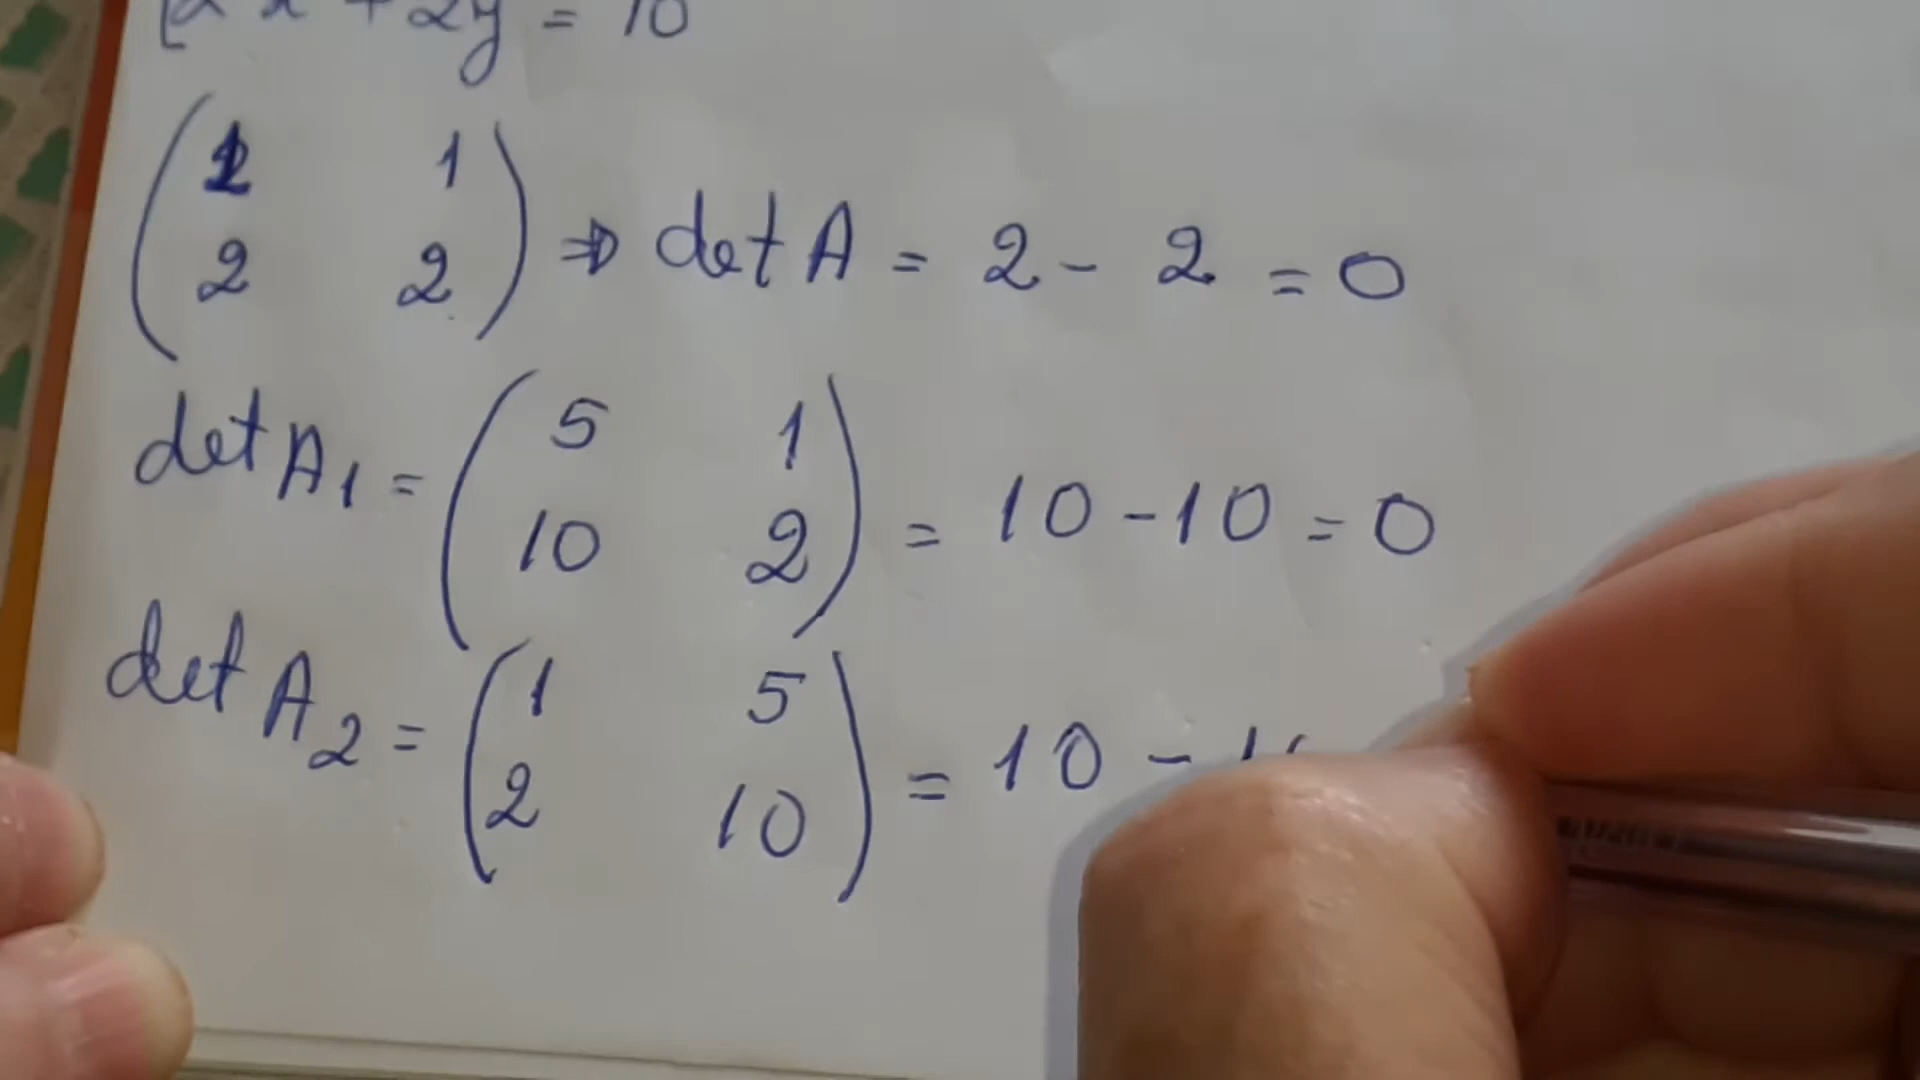 2x + 2y = 10
( 1 1
2 2 ) ⇒ det A = 2 - 2 = 0
det A1 = ( 5 1
10 2 ) = 10 - 10 = 0
det A2 = ( 1 5
2 10 ) = 10 -